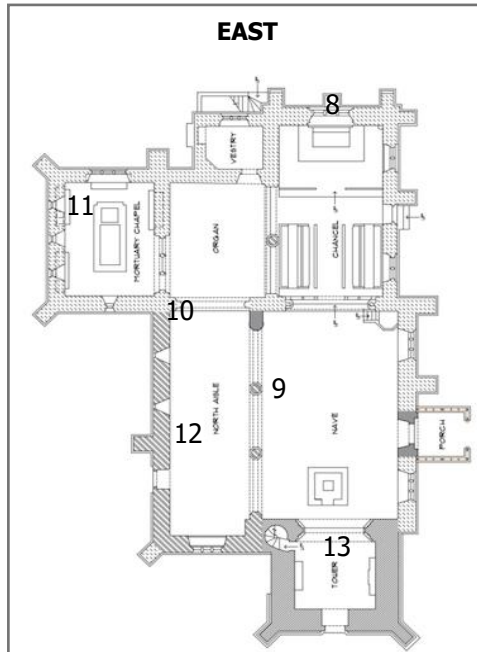 EAST
8
VESTRY
11
MORTUARY CHAPEL
ORGAN
CHANCEL
10
9
NORTH AISLE
12
NAVE
PORCH
13
TOWER